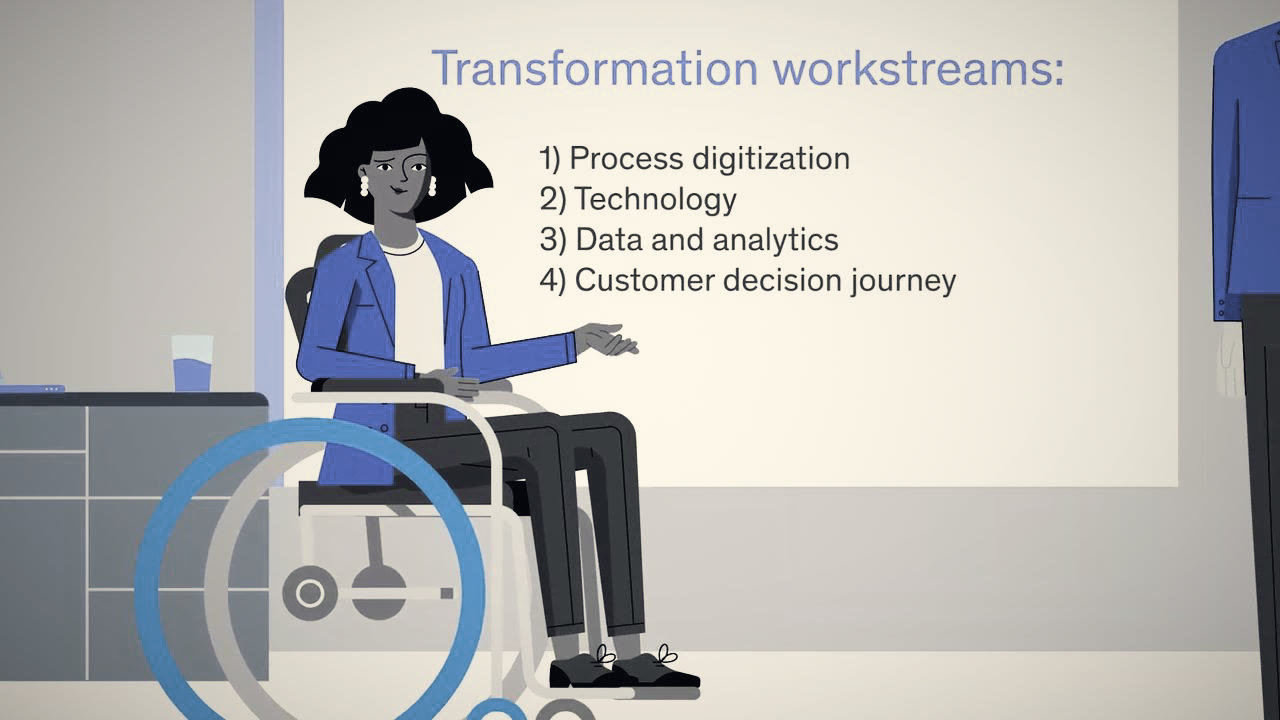 Transformation workstreams:
1) Process digitization
2) Technology
3) Data and analytics
4) Customer decision journey